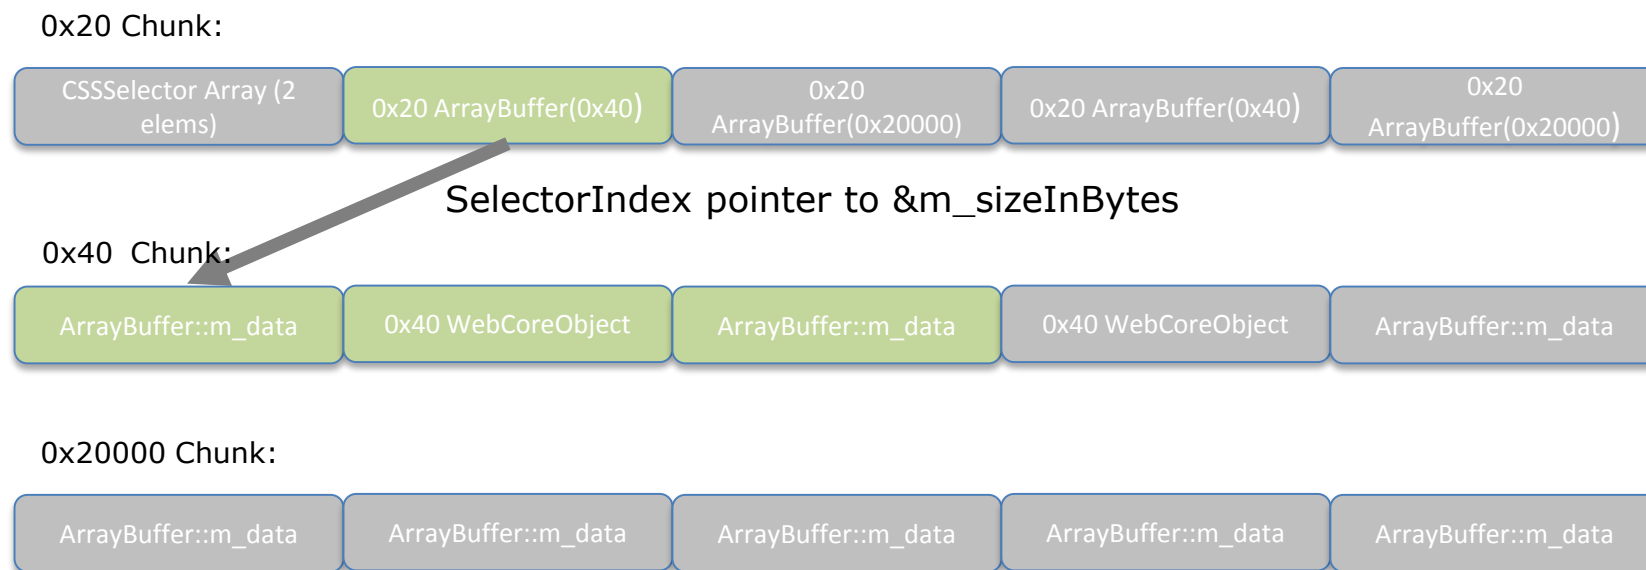 0x20 Chunk:
CSSSelector Array (2
elems)
0x20 ArrayBuffer(0x40)
0x20
ArrayBuffer(0x20000)
0x20 ArrayBuffer(0x40)
0x20
ArrayBuffer(0x20000)
SelectorIndex pointer to &m_sizeInBytes
0x40 Chunk:
ArrayBuffer::m_data
0x40 WebCoreObject
ArrayBuffer::m_data
0x40 WebCoreObject
ArrayBuffer::m_data
0x20000 Chunk:
ArrayBuffer::m_data
ArrayBuffer::m_data
ArrayBuffer::m_data
ArrayBuffer::m_data
ArrayBuffer::m_data